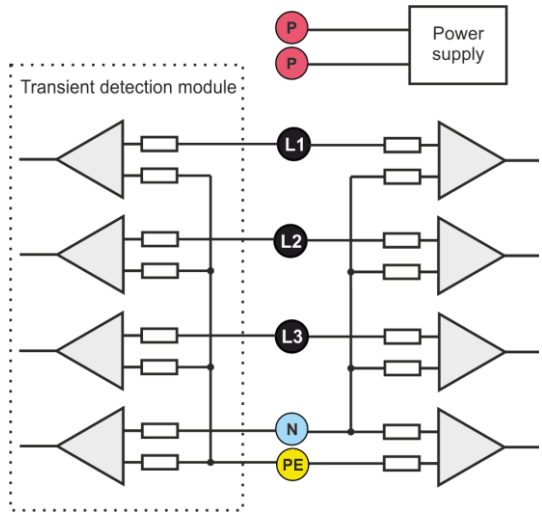 P
Power
supply
P
Transient detection module
L1
L2
L3
N
PE